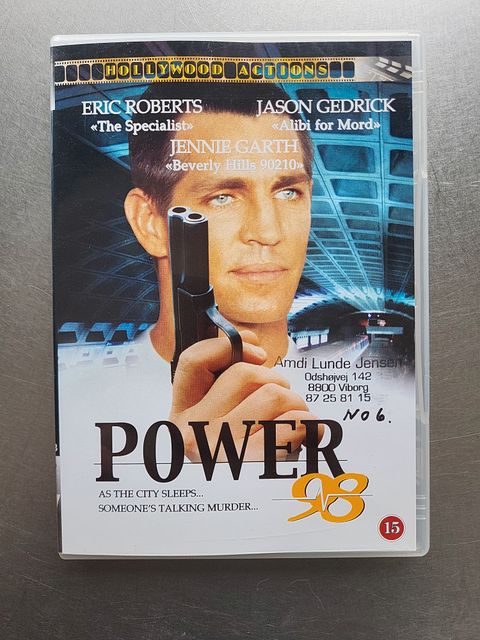 HOLLYWOOD ACTIONS
ERIC ROBERTS JASON GEDRICK
«The Specialist» «Alibi for Mord»
JENNIE GARTH
«Beverly Hills 90210»
Amdi Lunde Jensen
Odshøjvej 142
8800 Viborg
87 25 81 15
No 6.
POWER
98
AS THE CITY SLEEPS...
SOMEONE'S TALKING MURDER...
15